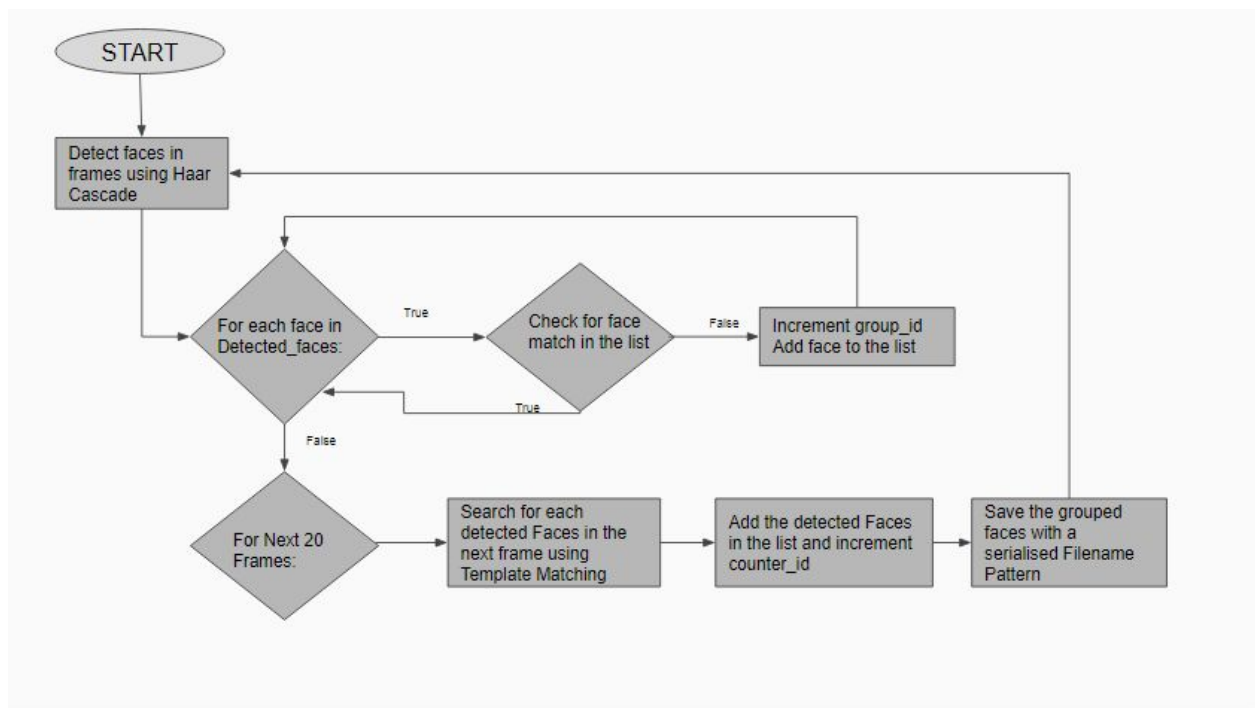 START
Detect faces in
frames using Haar
Cascade
For each face in
Detected_faces:
True
Check for face
match in the list
False
Increment group_id
Add face to the list
True
False
For Next 20
Frames:
Search for each
detected Faces in the
next frame using
Template Matching
Add the detected Faces
in the list and increment
counter_id
Save the grouped
faces with a
serialised Filename
Pattern